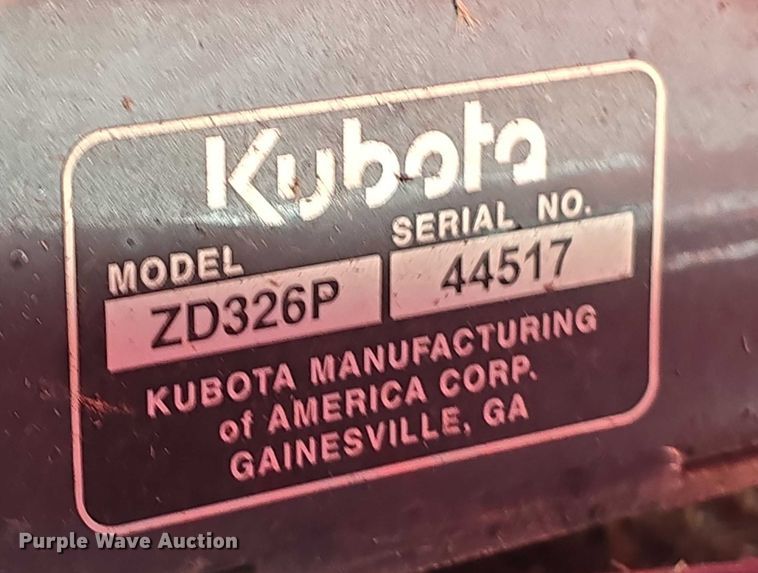 Kubota
MODEL
SERIAL NO.
ZD326P
44517
KUBOTA MANUFACTURING
of AMERICA CORP.
GAINESVILLE, GA
Purple Wave Auction